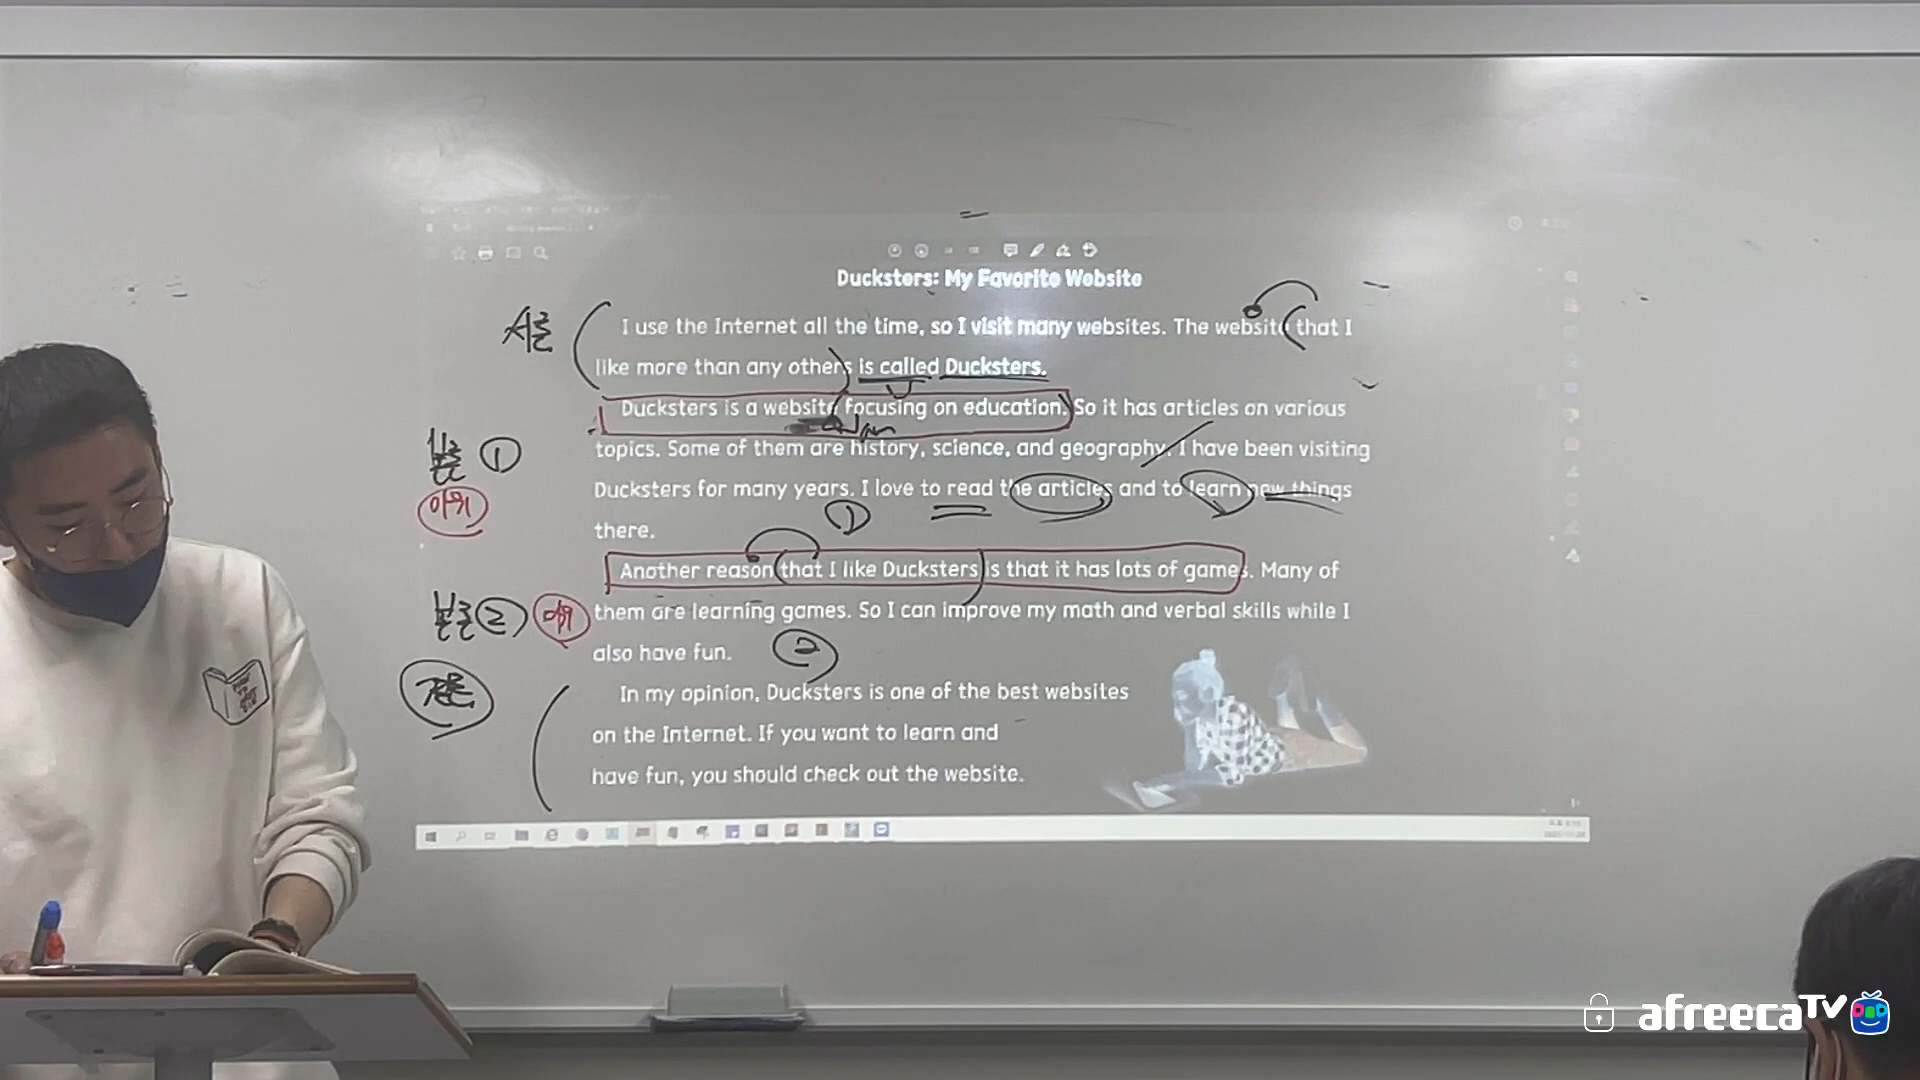 Ducksters: My Favorite Website
서론
I use the Internet all the time, so I visit many websites. The website that I
like more than any others is called Ducksters.
Ducksters is a website focusing on education. So it has articles on various
topics. Some of them are history, science, and geography. I have been visiting
본론 ①
Ducksters for many years. I love to read the articles and to learn new things
①
there.
Another reason that I like Ducksters is that it has lots of games. Many of
본론 ②
them are learning games. So I can improve my math and verbal skills while I
also have fun.
②
결론
In my opinion, Ducksters is one of the best websites
on the Internet. If you want to learn and
have fun, you should check out the website.
afreecaTV